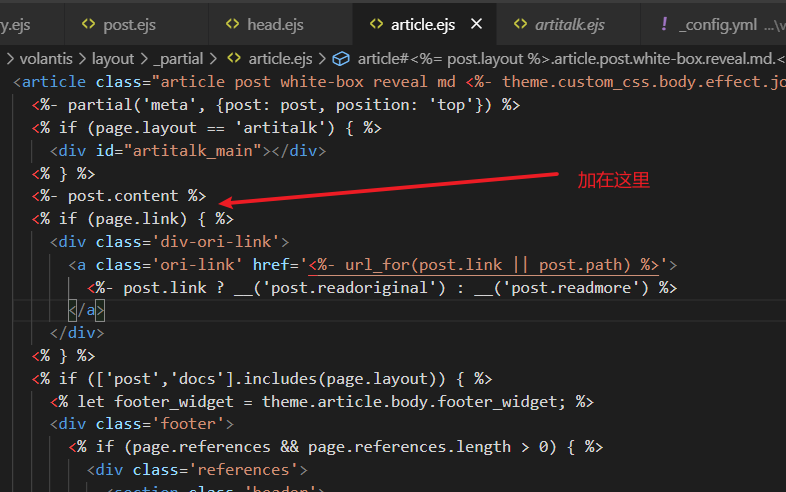 ry.ejs post.ejs head.ejs article.ejs artitalk.ejs ! _config.yml ...\v
volantis > layout > _partial > article.ejs > article#<%= post.layout %>.article.post.white-box.reveal.md.<
<article class="article post white-box reveal md <%- theme.custom_css.body.effect.jo
<%- partial('meta', {post: post, position: 'top'}) %>
<% if (page.layout == 'artitalk') { %>
<div id="artitalk_main"></div>
<% } %>
加在这里
<%- post.content %>
<% if (page.link) { %>
<div class='div-ori-link'>
<a class='ori-link' href='<%- url_for(post.link || post.path) %>'>
<%- post.link ? __('post.readoriginal') : __('post.readmore') %>
</a>
</div>
<% } %>
<% if (['post','docs'].includes(page.layout)) { %>
<% let footer_widget = theme.article.body.footer_widget; %>
<div class='footer'>
<% if (page.references && page.references.length > 0) { %>
<div class='references'>
<section class='header'>